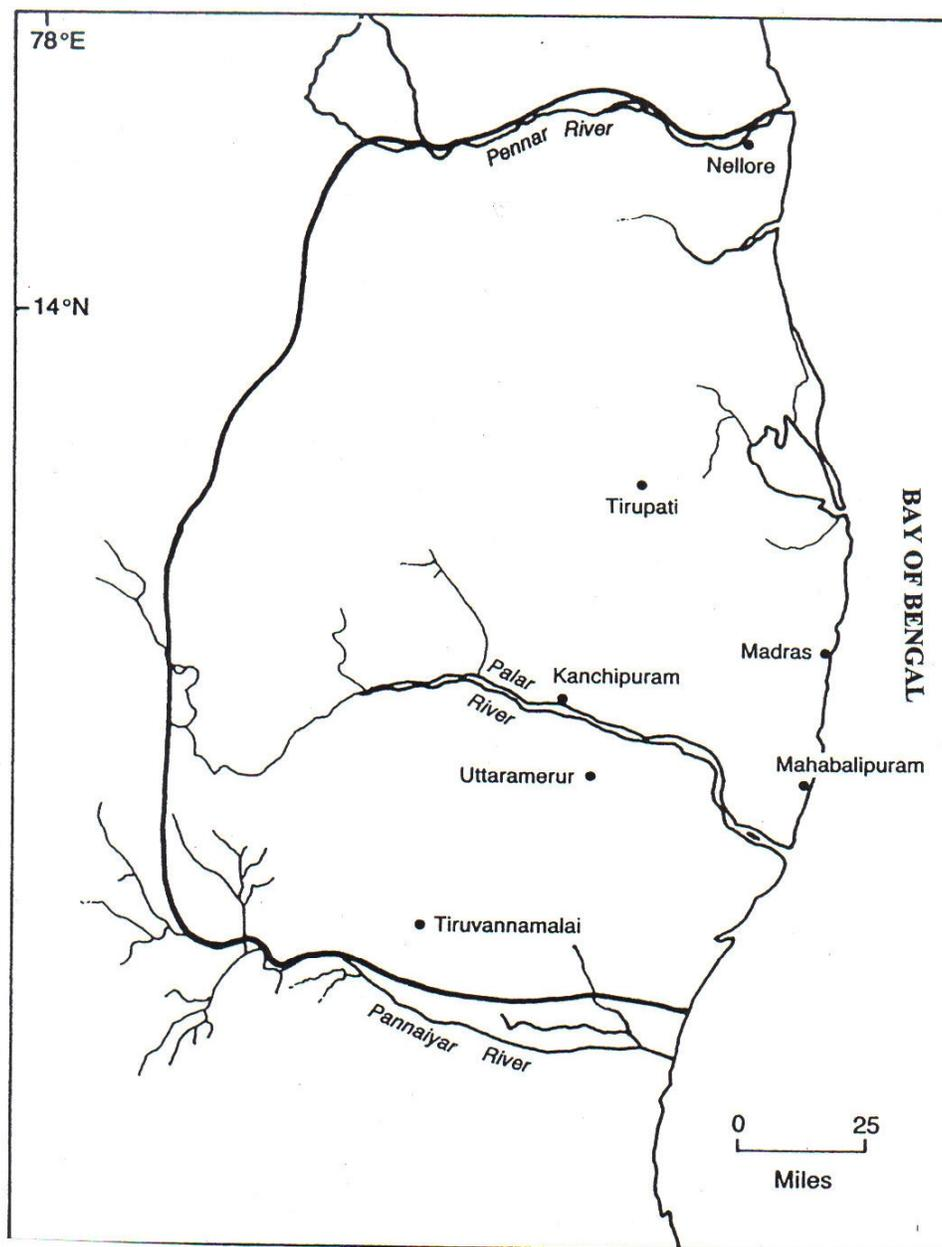 78°E
Pennar River
Nellore
14°N
Tirupati
BAY OF BENGAL
Madras
Palar
River
Kanchipuram
Mahabalipuram
Uttaramerur
Tiruvannamalai
Pannaiyar River
0 25
Miles